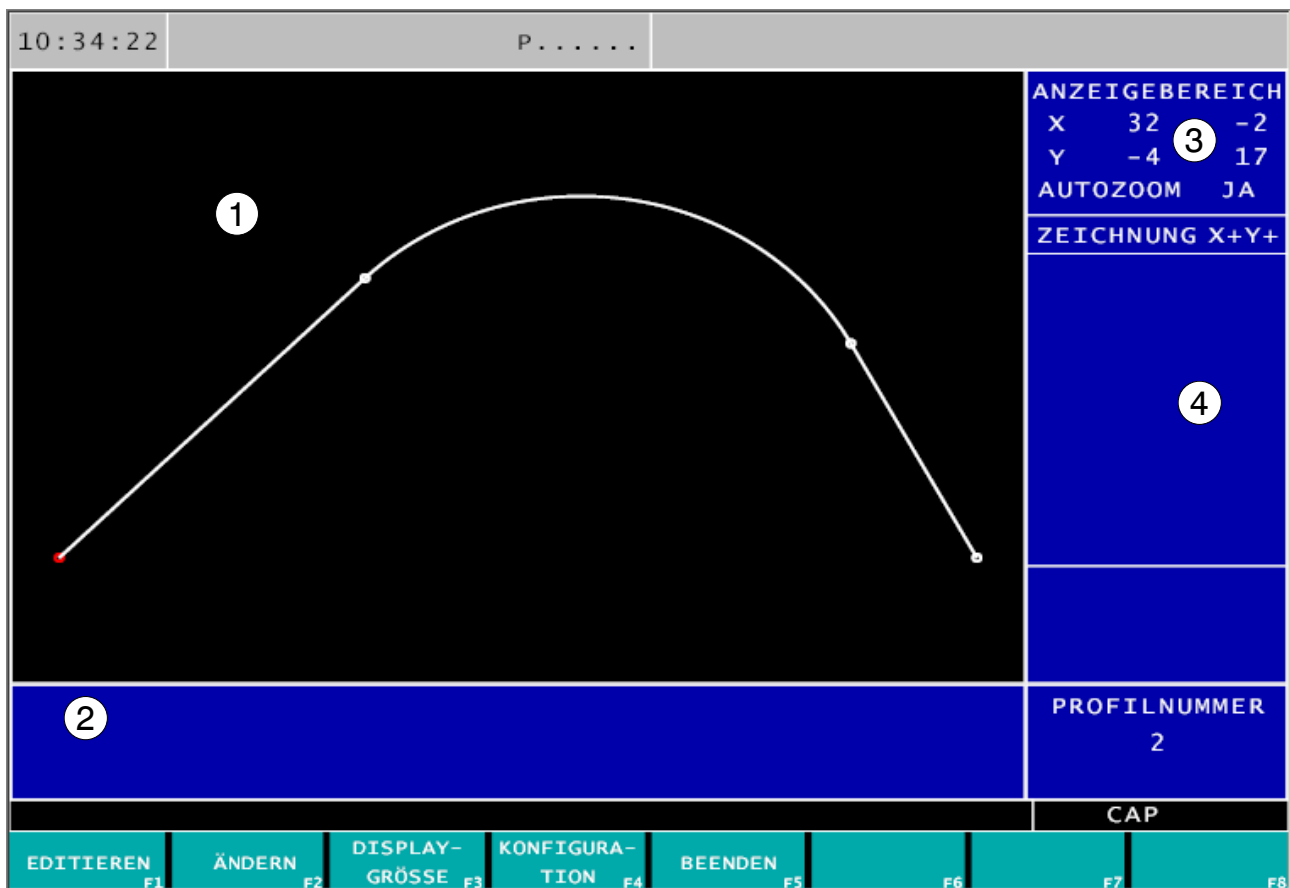 10:34:22 P......
ANZEIGEBEREICH
X 32 -2
3
Y -4 17
AUTOZOOM JA
1
ZEICHNUNG X+Y+
4
2
PROFILNUMMER
2
CAP
EDITIEREN F1
ÄNDERN F2
DISPLAY-
GRÖSSE F3
KONFIGURA-
TION F4
BEENDEN F5
F6
F7
F8